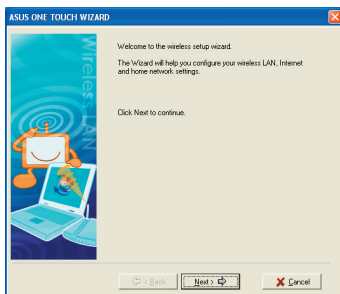 ASUS ONE TOUCH WIZARD
Wireless LAN
Welcome to the wireless setup wizard.
The Wizard will help you configure your wireless LAN, Internet
and home network settings.
Click Next to continue.
< Back
Next >
Cancel